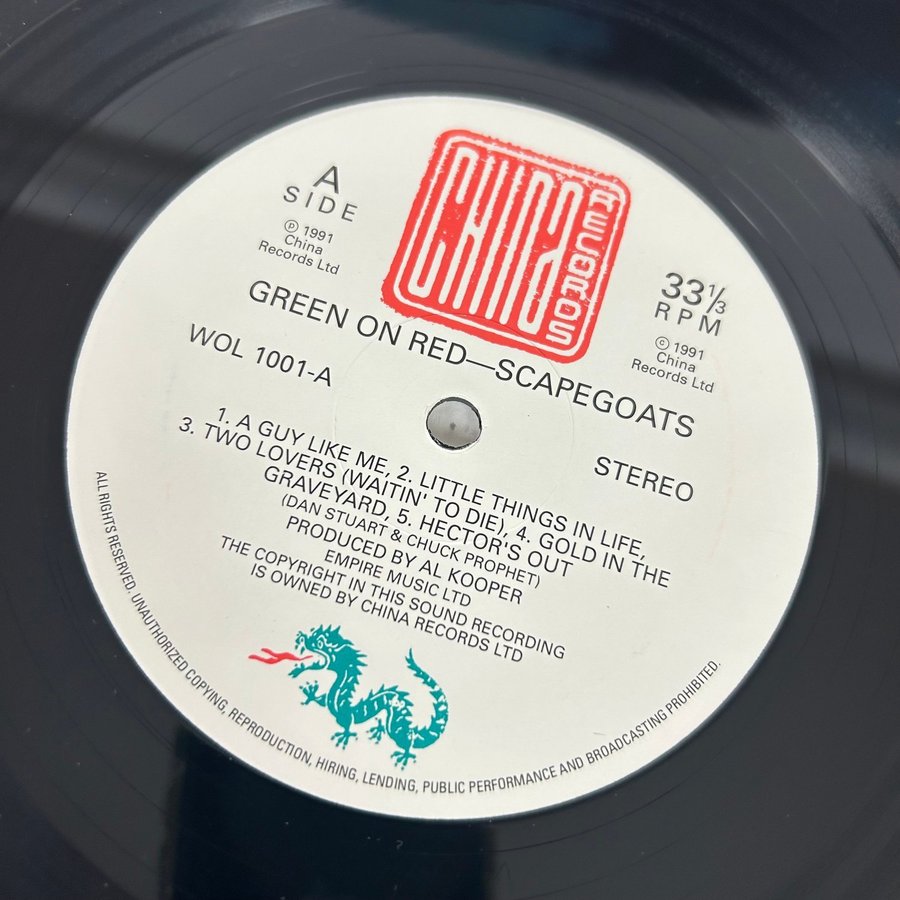 A
SIDE
℗ 1991
China
Records Ltd
CHINA
RECORDS
33⅓
RPM
© 1991
China
Records Ltd
GREEN ON RED—SCAPEGOATS
WOL 1001-A
STEREO
1. A GUY LIKE ME, 2. LITTLE THINGS IN LIFE,
3. TWO LOVERS (WAITIN' TO DIE), 4. GOLD IN THE
GRAVEYARD, 5. HECTOR'S OUT
(DAN STUART & CHUCK PROPHET)
PRODUCED BY AL KOOPER
EMPIRE MUSIC LTD
THE COPYRIGHT IN THIS SOUND RECORDING
IS OWNED BY CHINA RECORDS LTD
ALL RIGHTS RESERVED. UNAUTHORIZED COPYING, REPRODUCTION, HIRING, LENDING, PUBLIC PERFORMANCE AND BROADCASTING PROHIBITED.